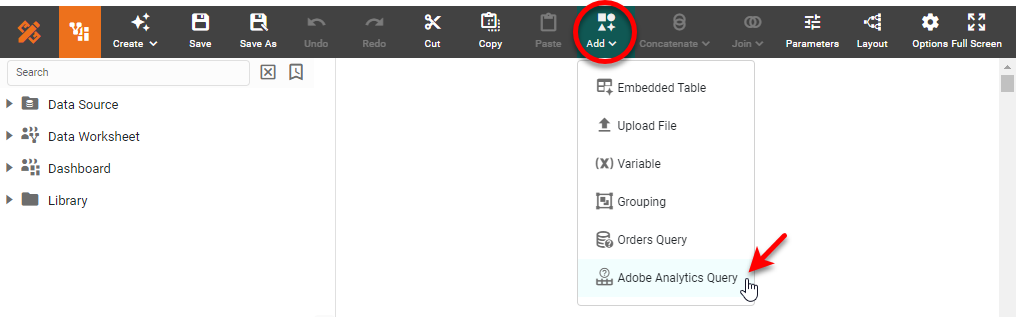 Create Save Save As Undo Redo Cut Copy Paste Add Concatenate Join Parameters Layout Options Full Screen
Search
Data Source
Data Worksheet
Dashboard
Library
Embedded Table
Upload File
(X) Variable
Grouping
Orders Query
Adobe Analytics Query